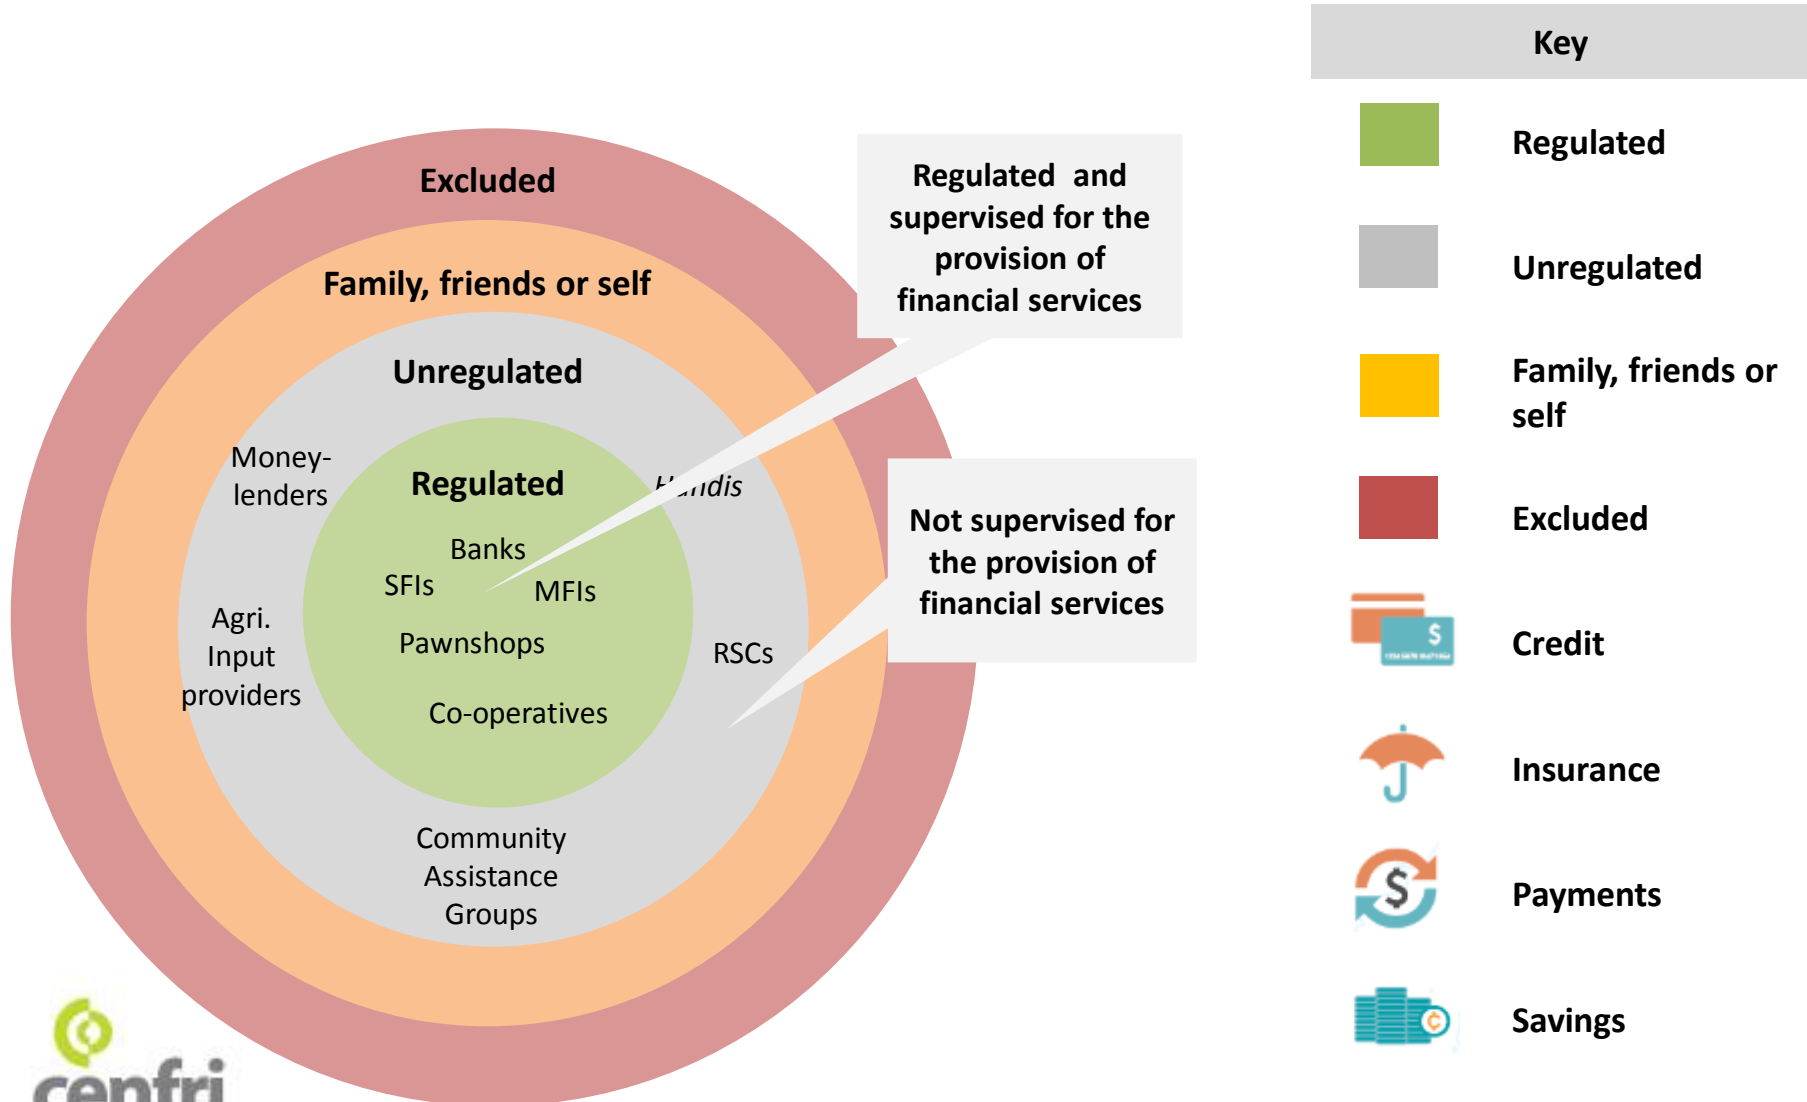 Key
Regulated
Unregulated
Family, friends or
self
Excluded
Credit
Insurance
Payments
Savings
Excluded
Family, friends or self
Unregulated
Regulated
Money-
lenders
Hundis
Banks
SFIs
MFIs
Pawnshops
Co-operatives
Agri.
Input
providers
RSCs
Community
Assistance
Groups
Regulated and
supervised for the
provision of
financial services
Not supervised for
the provision of
financial services
$
$
cenfri